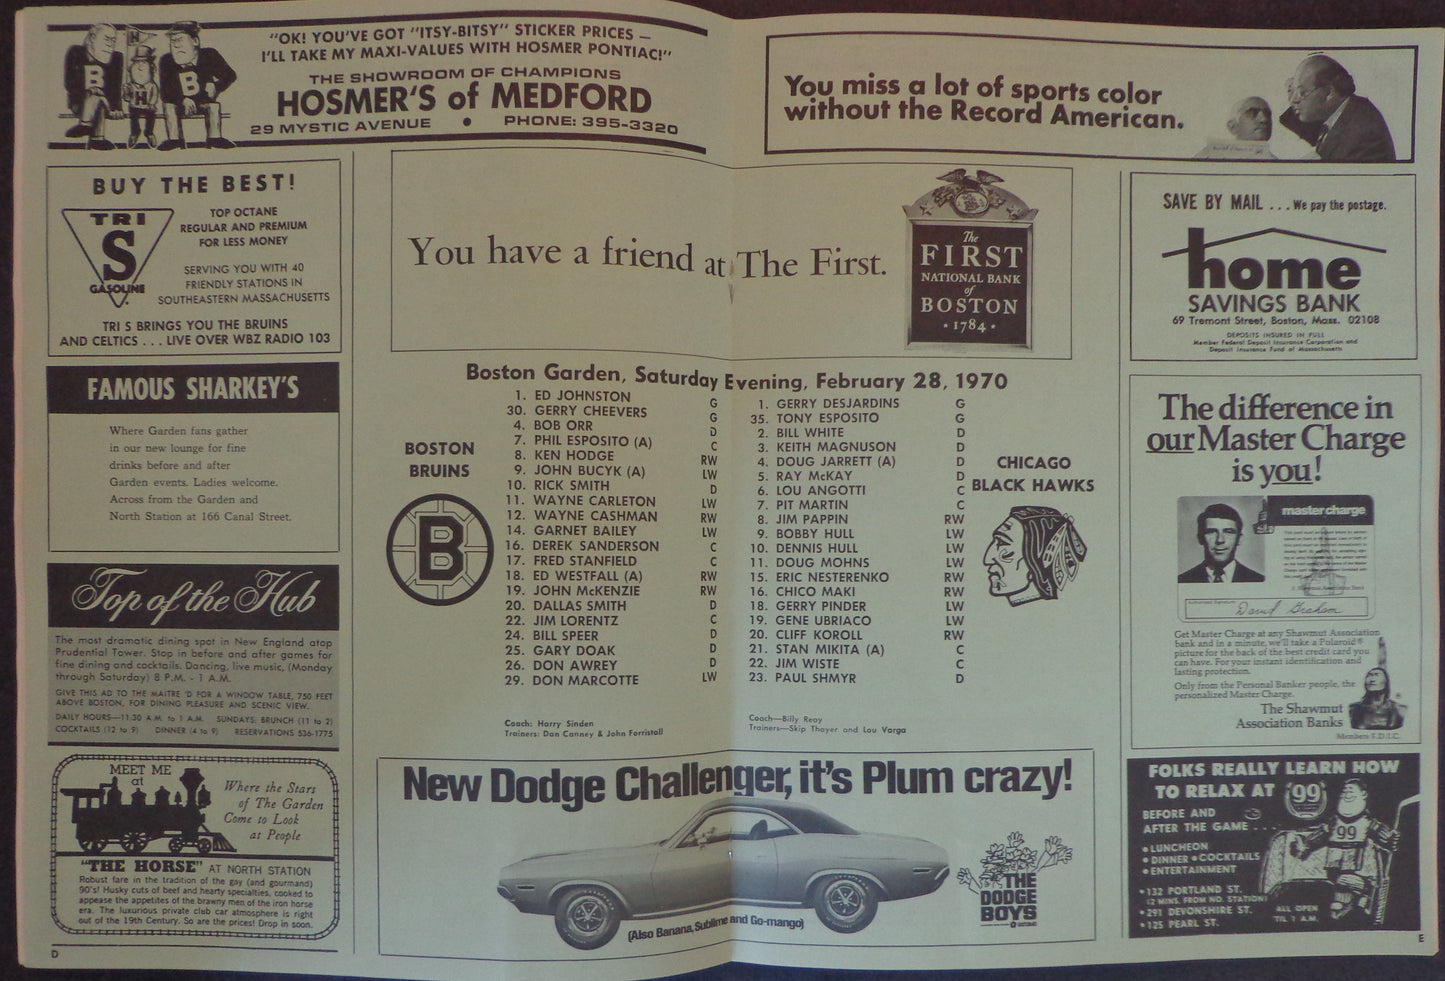 "OK! YOU'VE GOT "ITSY-BITSY" STICKER PRICES —
I'LL TAKE MY MAXI-VALUES WITH HOSMER PONTIAC!"
THE SHOWROOM OF CHAMPIONS
HOSMER'S of MEDFORD
29 MYSTIC AVENUE • PHONE: 395-3320
B H B
H
You miss a lot of sports color
without the Record American.
BUY THE BEST!
TRI
S
GASOLINE
TOP OCTANE
REGULAR AND PREMIUM
FOR LESS MONEY
SERVING YOU WITH 40
FRIENDLY STATIONS IN
SOUTHEASTERN MASSACHUSETTS
TRI S BRINGS YOU THE BRUINS
AND CELTICS . . . LIVE OVER WBZ RADIO 103
FAMOUS SHARKEY'S
Where Garden fans gather
in our new lounge for fine
drinks before and after
Garden events. Ladies welcome.
Across from the Garden and
North Station at 166 Canal Street.
Top of the Hub
The most dramatic dining spot in New England atop
Prudential Tower. Stop in before and after games for
fine dining and cocktails. Dancing, live music, (Monday
through Saturday) 8 P.M. - 1 A.M.
GIVE THIS AD TO THE MAITRE 'D FOR A WINDOW TABLE, 750 FEET
ABOVE BOSTON, FOR DINING PLEASURE AND SCENIC VIEW.
DAILY HOURS—11:30 A.M. to 1 A.M. SUNDAYS: BRUNCH (11 to 2)
COCKTAILS (12 to 9) DINNER (4 to 9) RESERVATIONS 536-1775
MEET ME
at
Where the Stars
of The Garden
Come to Look
at People
"THE HORSE" AT NORTH STATION
Robust fare in the tradition of the gay (and gourmand)
90's! Husky cuts of beef and hearty specialties, cooked to
appease the appetites of the brawny men of the iron horse
era. The luxurious private club car atmosphere is right
out of the 19th Century. So are the prices! Drop in soon.
D
You have a friend at The First.
The
FIRST
NATIONAL BANK
of
BOSTON
• 1784 •
Boston Garden, Saturday Evening, February 28, 1970
BOSTON
BRUINS
B
1. ED JOHNSTON G
30. GERRY CHEEVERS G
4. BOB ORR D
7. PHIL ESPOSITO (A) C
8. KEN HODGE RW
9. JOHN BUCYK (A) LW
10. RICK SMITH D
11. WAYNE CARLETON LW
12. WAYNE CASHMAN RW
14. GARNET BAILEY LW
16. DEREK SANDERSON C
17. FRED STANFIELD C
18. ED WESTFALL (A) RW
19. JOHN McKENZIE RW
20. DALLAS SMITH D
22. JIM LORENTZ C
24. BILL SPEER D
25. GARY DOAK D
26. DON AWREY D
29. DON MARCOTTE LW
Coach: Harry Sinden
Trainers: Dan Canney & John Forristall
1. GERRY DESJARDINS G
35. TONY ESPOSITO G
2. BILL WHITE D
3. KEITH MAGNUSON D
4. DOUG JARRETT (A) D
5. RAY McKAY D
6. LOU ANGOTTI C
7. PIT MARTIN C
8. JIM PAPPIN RW
9. BOBBY HULL LW
10. DENNIS HULL LW
11. DOUG MOHNS LW
15. ERIC NESTERENKO RW
16. CHICO MAKI RW
18. GERRY PINDER LW
19. GENE UBRIACO LW
20. CLIFF KOROLL RW
21. STAN MIKITA (A) C
22. JIM WISTE C
23. PAUL SHMYR D
Coach—Billy Reay
Trainers—Skip Thayer and Lou Varga
CHICAGO
BLACK HAWKS
New Dodge Challenger, it's Plum crazy!
(Also Banana, Sublime and Go-mango)
THE
DODGE
BOYS
SAVE BY MAIL . . . We pay the postage.
home
SAVINGS BANK
69 Tremont Street, Boston, Mass. 02108
DEPOSITS INSURED IN FULL
Member Federal Deposit Insurance Corporation and
Deposit Insurance Fund of Massachusetts
The difference in
our Master Charge
is you!
master charge
Authorized Signature
David Graham
Get Master Charge at any Shawmut Association
bank and in a minute, we'll take a Polaroid®
picture for the back of the best credit card you
can have. For your instant identification and
lasting protection.
Only from the Personal Banker people, the
personalized Master Charge.
The Shawmut
Association Banks
Members F.D.I.C.
FOLKS REALLY LEARN HOW
TO RELAX AT '99'
BEFORE AND
AFTER THE GAME . . .
• LUNCHEON
• DINNER • COCKTAILS
• ENTERTAINMENT
• 132 PORTLAND ST.
(2 MINS. FROM NO. STATION)
• 291 DEVONSHIRE ST.
• 125 PEARL ST.
ALL OPEN
'TIL 1 A.M.
99
E